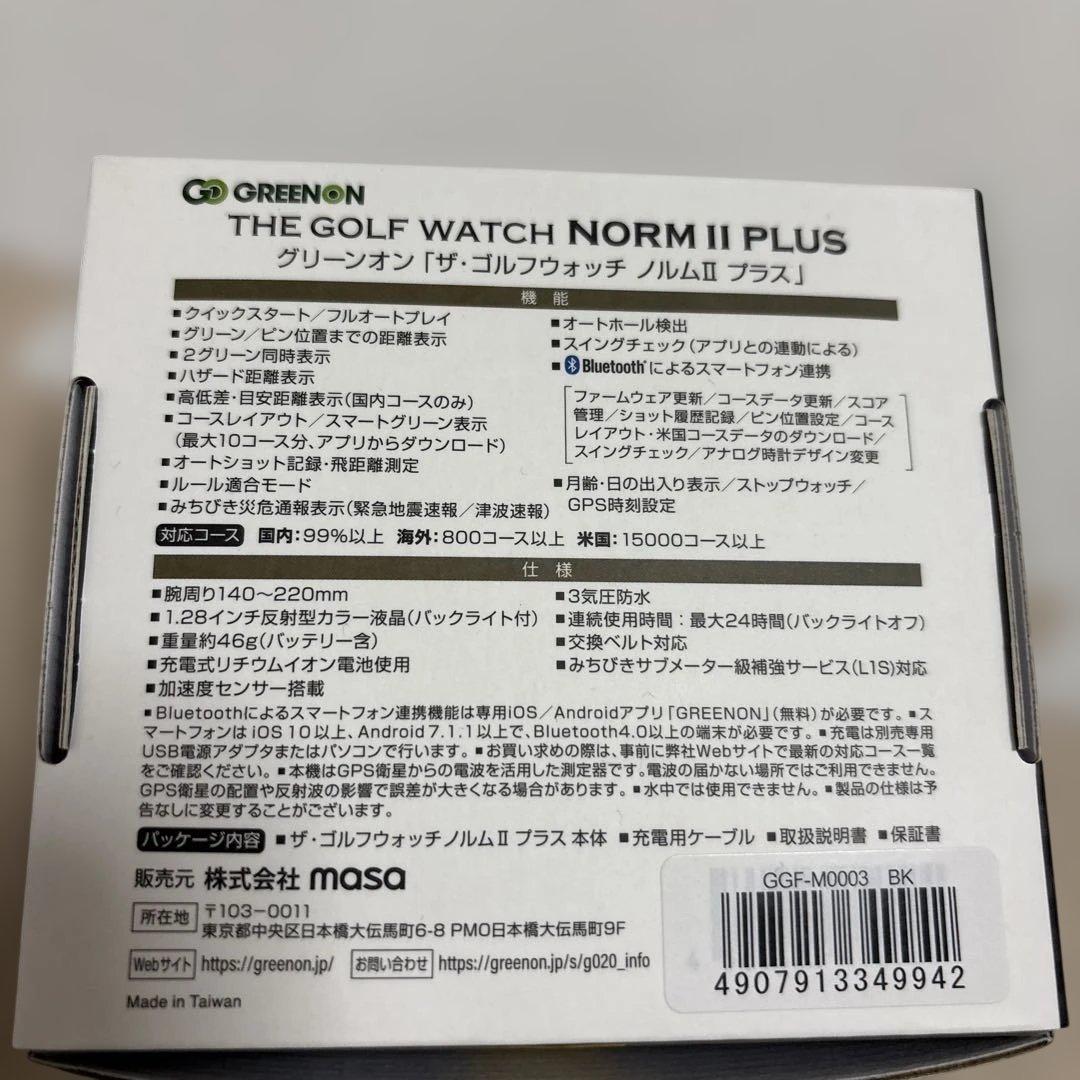 GO GREENON
THE GOLF WATCH NORM II PLUS
グリーンオン「ザ・ゴルフウォッチ ノルムⅡ プラス」
機能
■クイックスタート／フルオートプレイ
■グリーン／ピン位置までの距離表示
■2グリーン同時表示
■ハザード距離表示
■高低差・目安距離表示(国内コースのみ)
■コースレイアウト／スマートグリーン表示
(最大10コース分、アプリからダウンロード)
■オートショット記録・飛距離測定
■ルール適合モード
■みちびき災危通報表示(緊急地震速報／津波速報)
■オートホール検出
■スイングチェック(アプリとの連動による)
■Bluetooth®によるスマートフォン連携
ファームウェア更新／コースデータ更新／スコア
管理／ショット履歴記録／ピン位置設定／コース
レイアウト・米国コースデータのダウンロード／
スイングチェック／アナログ時計デザイン変更
■月齢・日の出入り表示／ストップウォッチ／
GPS時刻設定
対応コース 国内：99%以上 海外：800コース以上 米国：15000コース以上
仕様
■腕周り140〜220mm
■1.28インチ反射型カラー液晶(バックライト付)
■重量約46g(バッテリー含)
■充電式リチウムイオン電池使用
■加速度センサー搭載
■3気圧防水
■連続使用時間：最大24時間(バックライトオフ)
■交換ベルト対応
■みちびきサブメーター級補強サービス(L1S)対応
■Bluetoothによるスマートフォン連携機能は専用iOS／Androidアプリ「GREENON」(無料)が必要です。■ス
マートフォンは iOS 10以上、Android 7.1.1以上で、Bluetooth4.0以上の端末が必要です。■充電は別売専用
USB電源アダプタまたはパソコンで行います。■お買い求めの際は、事前に弊社Webサイトで最新の対応コース一覧
をご確認ください。■本機はGPS衛星からの電波を活用した測定器です。電波の届かない場所ではご利用できません。
GPS衛星の配置や反射波の影響で誤差が大きくなる場合があります。■水中では使用できません。■製品の仕様は予
告なしに変更することがございます。
パッケージ内容 ■ザ・ゴルフウォッチノルムⅡ プラス 本体 ■充電用ケーブル ■取扱説明書 ■保証書
販売元 株式会社 masa
所在地 〒103-0011
東京都中央区日本橋大伝馬町6-8 PMO日本橋大伝馬町9F
Webサイト https://greenon.jp/ お問い合わせ https://greenon.jp/s/g020_info
Made in Taiwan
GGF-M0003 BK
4907913349942